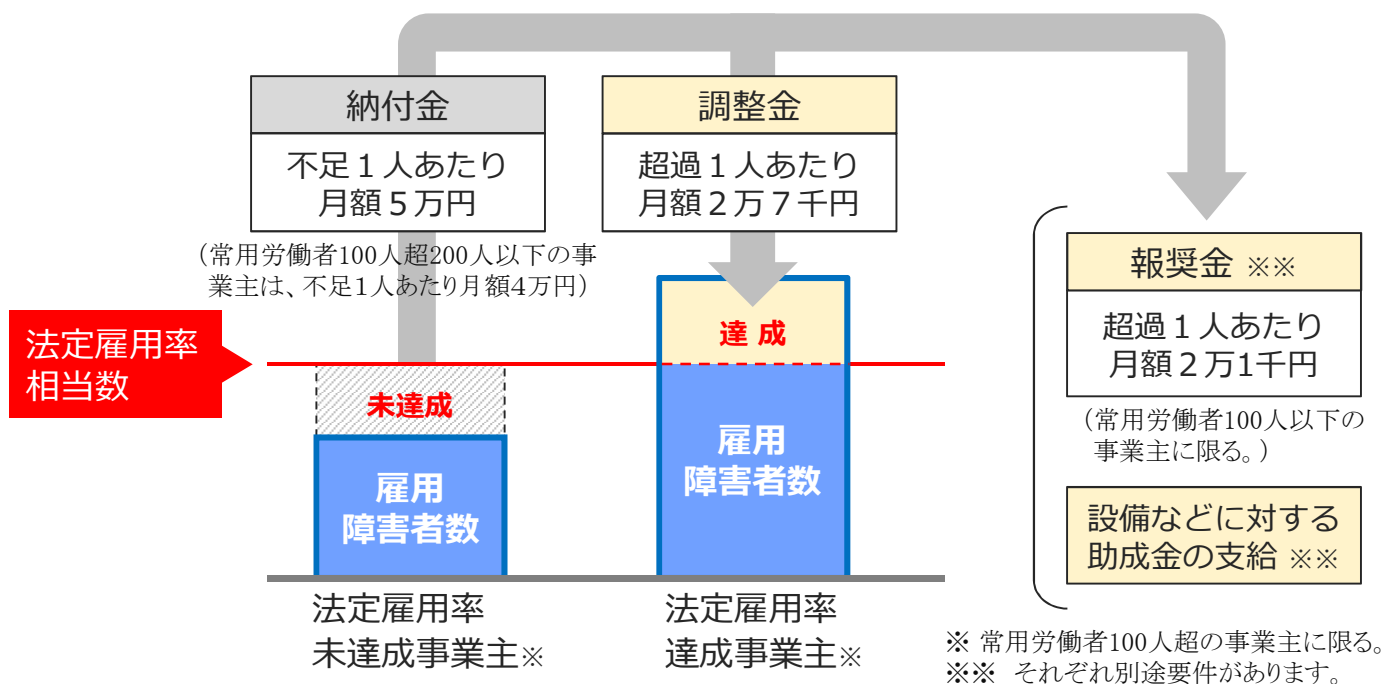 納付金
不足１人あたり
月額５万円
（常用労働者100人超200人以下の事
業主は、不足1人あたり月額4万円）
調整金
超過１人あたり
月額２万７千円
報奨金 ※※
超過１人あたり
月額２万1千円
（常用労働者100人以下の
事業主に限る。）
設備などに対する
助成金の支給 ※※
法定雇用率
相当数
未達成
雇用
障害者数
達 成
雇用
障害者数
法定雇用率
未達成事業主※
法定雇用率
達成事業主※
※ 常用労働者100人超の事業主に限る。
※※ それぞれ別途要件があります。